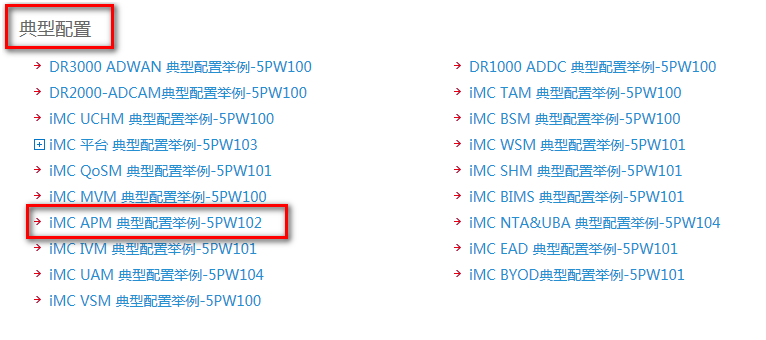 典型配置
DR3000 ADWAN 典型配置举例-5PW100
DR1000 ADDC 典型配置举例-5PW100
DR2000-ADCAM典型配置举例-5PW100
iMC TAM 典型配置举例-5PW100
iMC UCHM 典型配置举例-5PW100
iMC BSM 典型配置举例-5PW100
iMC 平台 典型配置举例-5PW103
iMC WSM 典型配置举例-5PW101
iMC QoSM 典型配置举例-5PW101
iMC SHM 典型配置举例-5PW101
iMC MVM 典型配置举例-5PW100
iMC BIMS 典型配置举例-5PW101
iMC APM 典型配置举例-5PW102
iMC NTA&UBA 典型配置举例-5PW104
iMC IVM 典型配置举例-5PW101
iMC EAD 典型配置举例-5PW101
iMC UAM 典型配置举例-5PW104
iMC BYOD典型配置举例-5PW101
iMC VSM 典型配置举例-5PW100